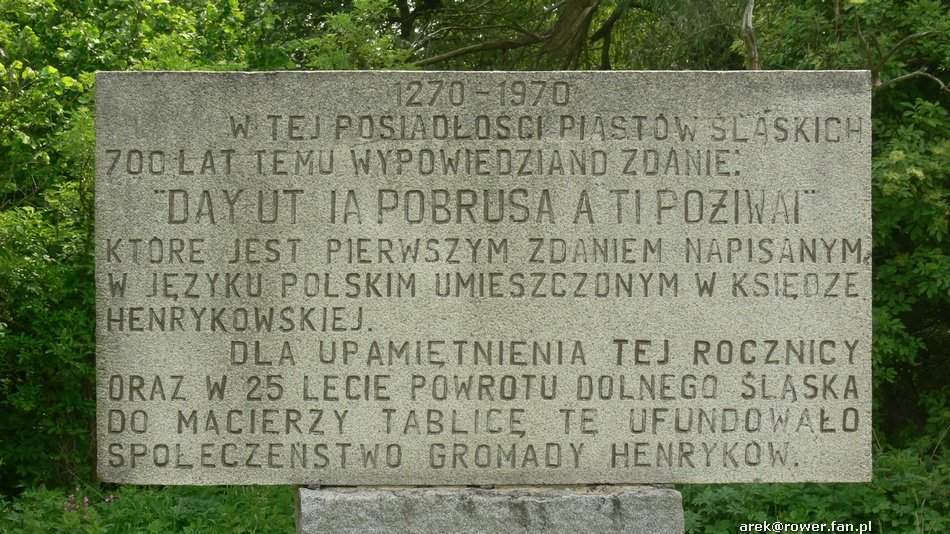 1270-1970
W TEJ POSIADŁOŚCI PIASTÓW ŚLĄSKICH
700 LAT TEMU WYPOWIEDZIANO ZDANIE:
"DAY UT IA POBRUSA A TI POZIWAI"
KTÓRE JEST PIERWSZYM ZDANIEM NAPISANYM
W JĘZYKU POLSKIM UMIESZCZONYM W KSIĘDZE
HENRYKOWSKIEJ.
DLA UPAMIĘTNIENIA TEJ ROCZNICY
ORAZ W 25 LECIE POWROTU DOLNEGO ŚLĄSKA
DO MACIERZY TABLICĘ TĘ UFUNDOWAŁO
SPOŁECZEŃSTWO GROMADY HENRYKÓW.
arek@rower.fan.pl